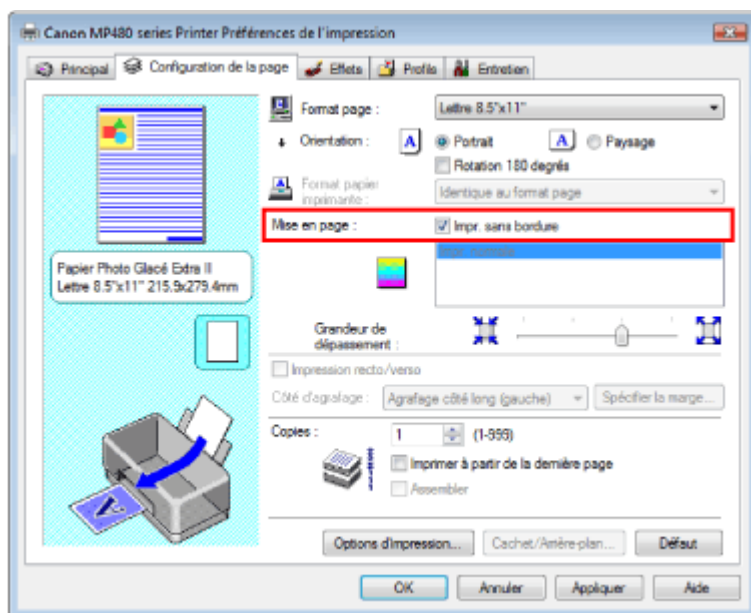 Canon MP480 series Printer Préférences de l'impression
Principal Configuration de la page Effets Profils Entretien
Format page : Lettre 8.5"x11"
Orientation : A Portrait A Paysage
Rotation 180 degrés
Format papier imprimante : Identique au format page
Mise en page : Impr. sans bordure
Impr. normale
Papier Photo Glacé Extra II
Lettre 8.5"x11" 215.9x279.4mm
Grandeur de
dépassement :
Impression recto/verso
Côté d'agrafage : Agrafage côté long (gauche) Spécifier la marge...
Copies : 1 (1-999)
Imprimer à partir de la dernière page
Assembler
Options d'impression... Cachet/Arrière-plan... Défaut
OK Annuler Appliquer Aide